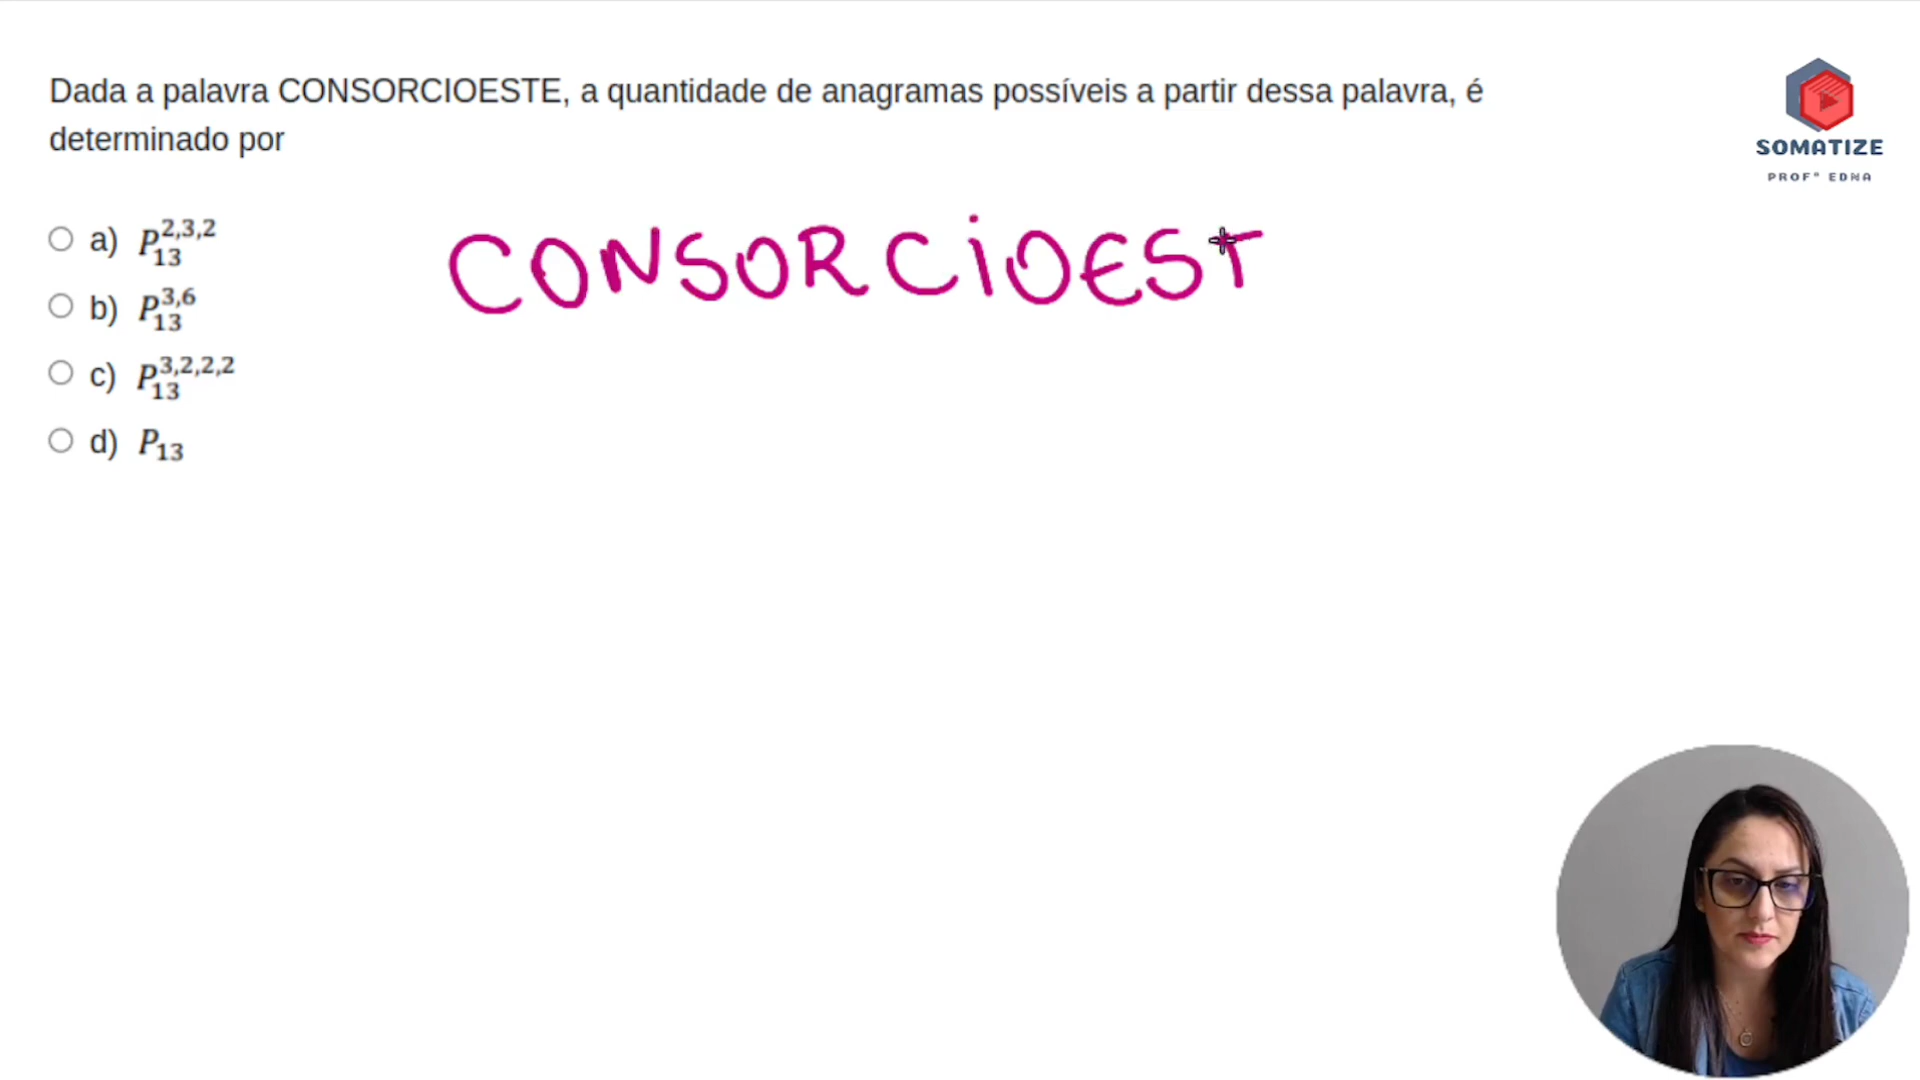 Dada a palavra CONSORCIOESTE, a quantidade de anagramas possíveis a partir dessa palavra, é
determinado por
SOMATIZE
PROFª EDNA
a) P₁₃^2,3,2
b) P₁₃^3,6
c) P₁₃^3,2,2,2
d) P₁₃
CONSORCiOEST